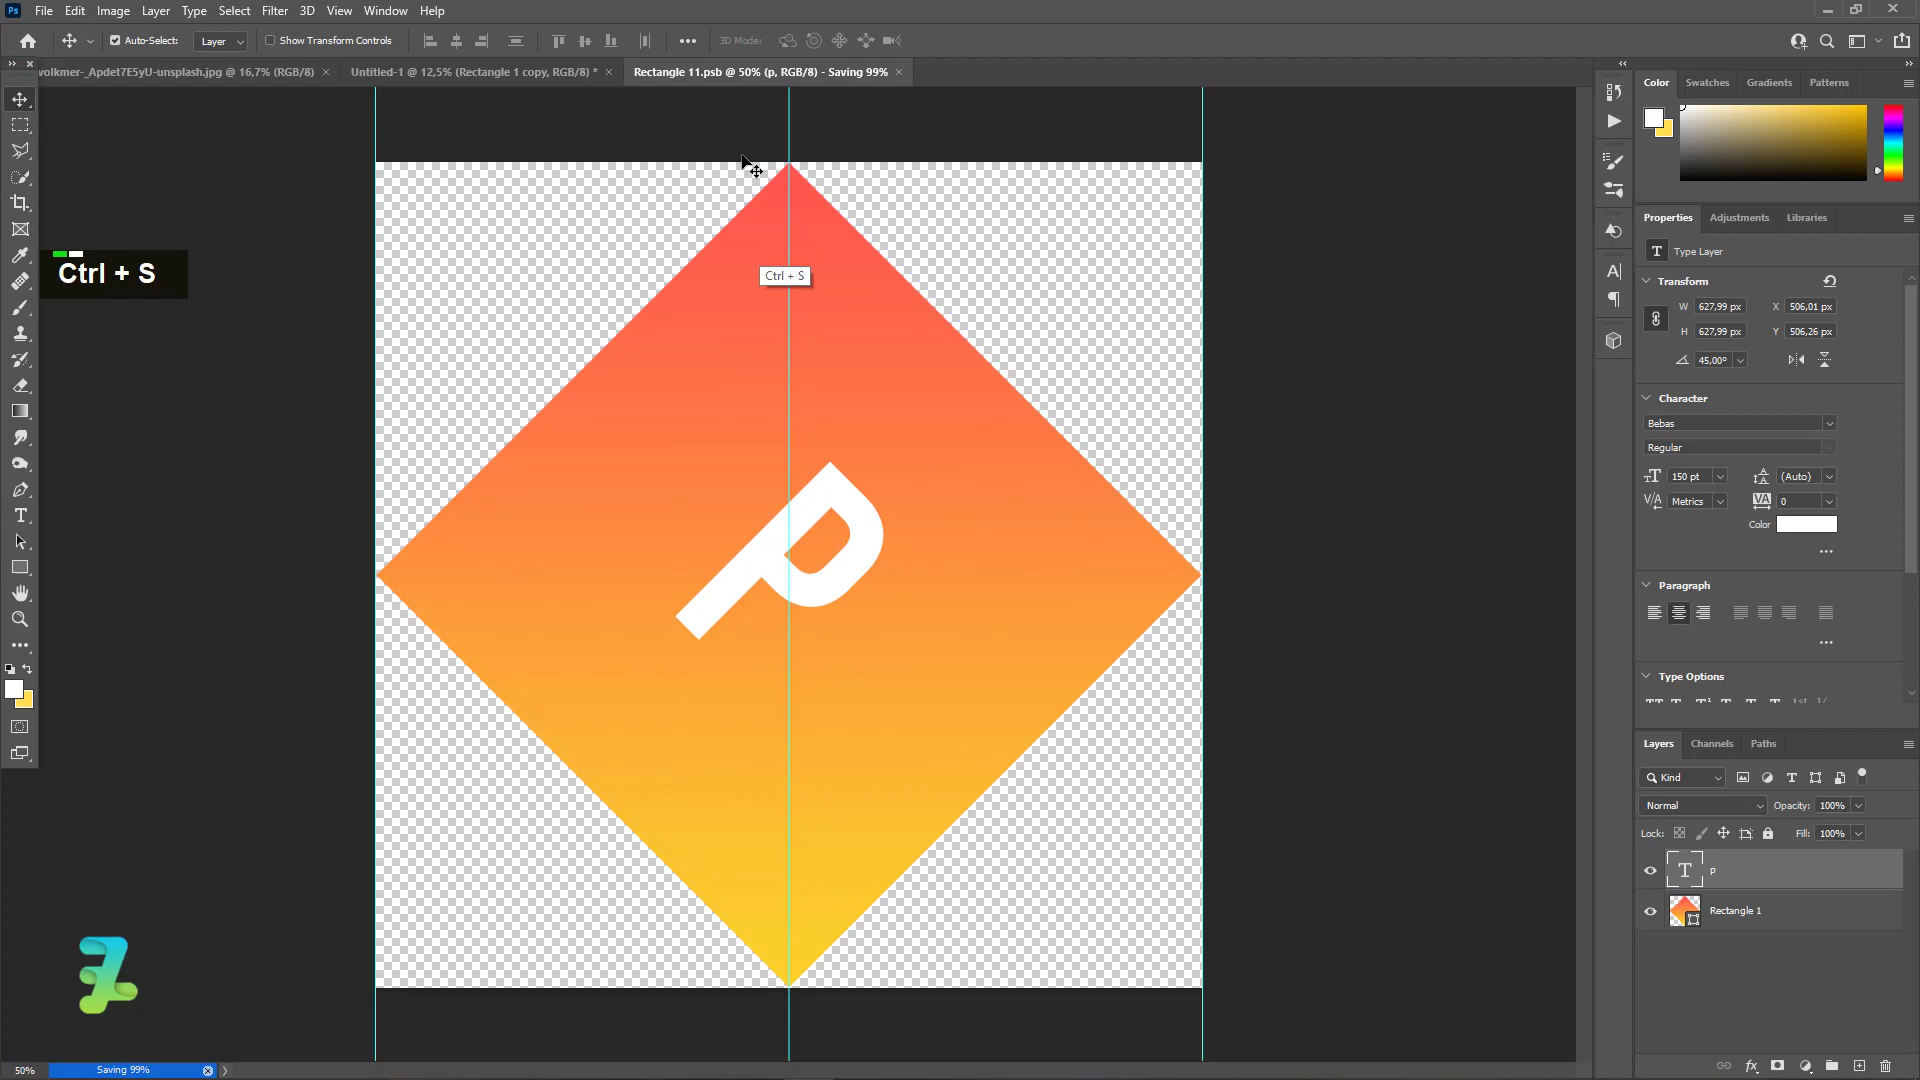 Ps File Edit Image Layer Type Select Filter 3D View Window Help
Auto-Select: Layer Show Transform Controls 3D Mode:
volkmer-_Apdet7E5yU-unsplash.jpg @ 16,7% (RGB/8) Untitled-1 @ 12,5% (Rectangle 1 copy, RGB/8) * Rectangle 11.psb @ 50% (p, RGB/8) - Saving 99%
Color Swatches Gradients Patterns
Properties Adjustments Libraries
T Type Layer
Transform
W 627,99 px X 506,01 px
H 627,99 px Y 506,26 px
45,00°
Character
Bebas
Regular
150 pt (Auto)
Metrics 0
Color
Paragraph
Type Options
Layers Channels Paths
Kind
Normal Opacity: 100%
Lock: Fill: 100%
T p
Rectangle 1
Ctrl + S
Ctrl + S
P
50% Saving 99%